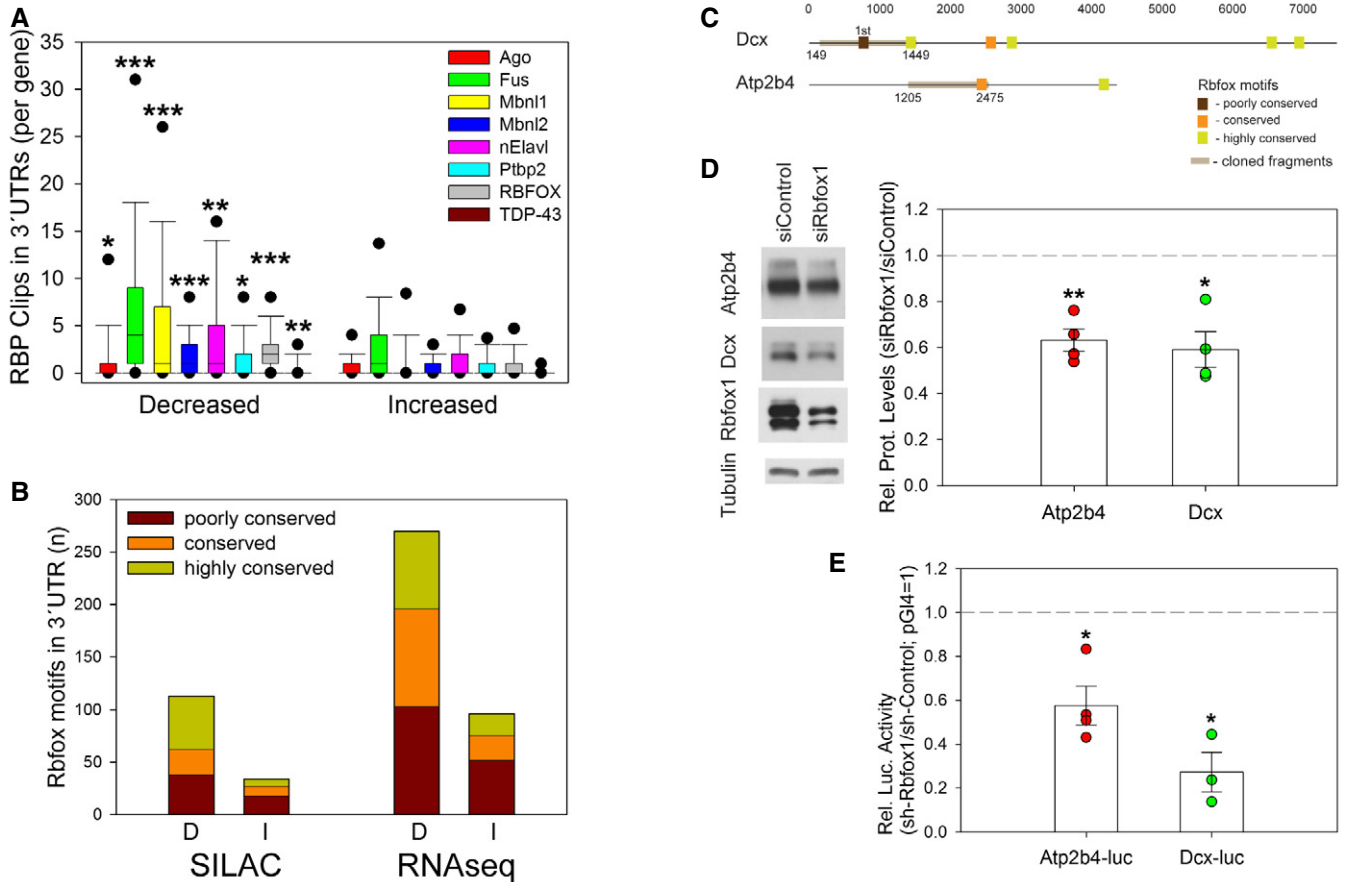 A
RBP Clips in 3´UTRs (per gene)
35
30
25
20
15
10
5
0
***
***
*
***
**
*
***
**
Ago
Fus
Mbnl1
Mbnl2
nElavl
Ptbp2
RBFOX
TDP-43
Decreased
Increased
B
Rbfox motifs in 3´UTR (n)
300
250
200
150
100
50
0
poorly conserved
conserved
highly conserved
D
I
D
I
SILAC
RNAseq
C
0 1000 2000 3000 4000 5000 6000 7000
Dcx
1st
149
1449
Atp2b4
1205
2475
Rbfox motifs
- poorly conserved
- conserved
- highly conserved
- cloned fragments
D
siControl
siRbfox1
Atp2b4
Dcx
Rbfox1
Tubulin
Rel. Prot. Levels (siRbfox1/siControl)
1.2
1.0
0.8
0.6
0.4
0.2
0.0
**
*
Atp2b4
Dcx
E
Rel. Luc. Activity
(sh-Rbfox1/sh-Control; pGl4=1)
1.2
1.0
0.8
0.6
0.4
0.2
0.0
*
*
Atp2b4-luc
Dcx-luc